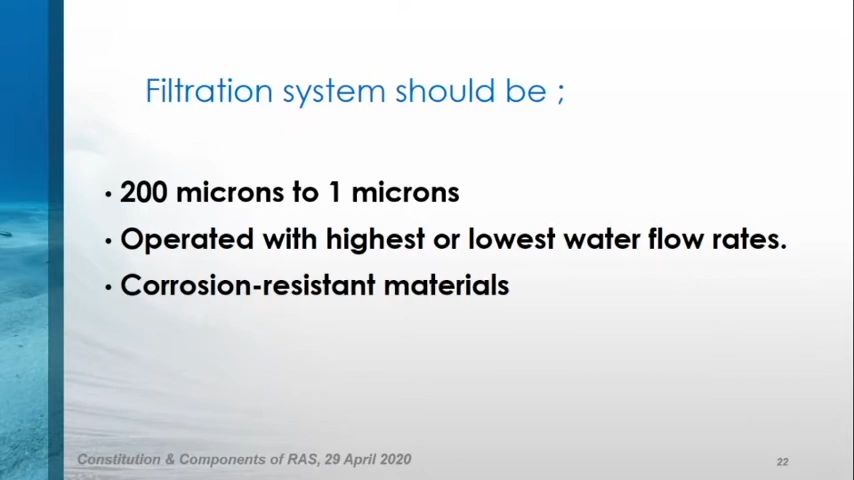 Filtration system should be ;
• 200 microns to 1 microns
• Operated with highest or lowest water flow rates.
• Corrosion-resistant materials
Constitution & Components of RAS, 29 April 2020
22